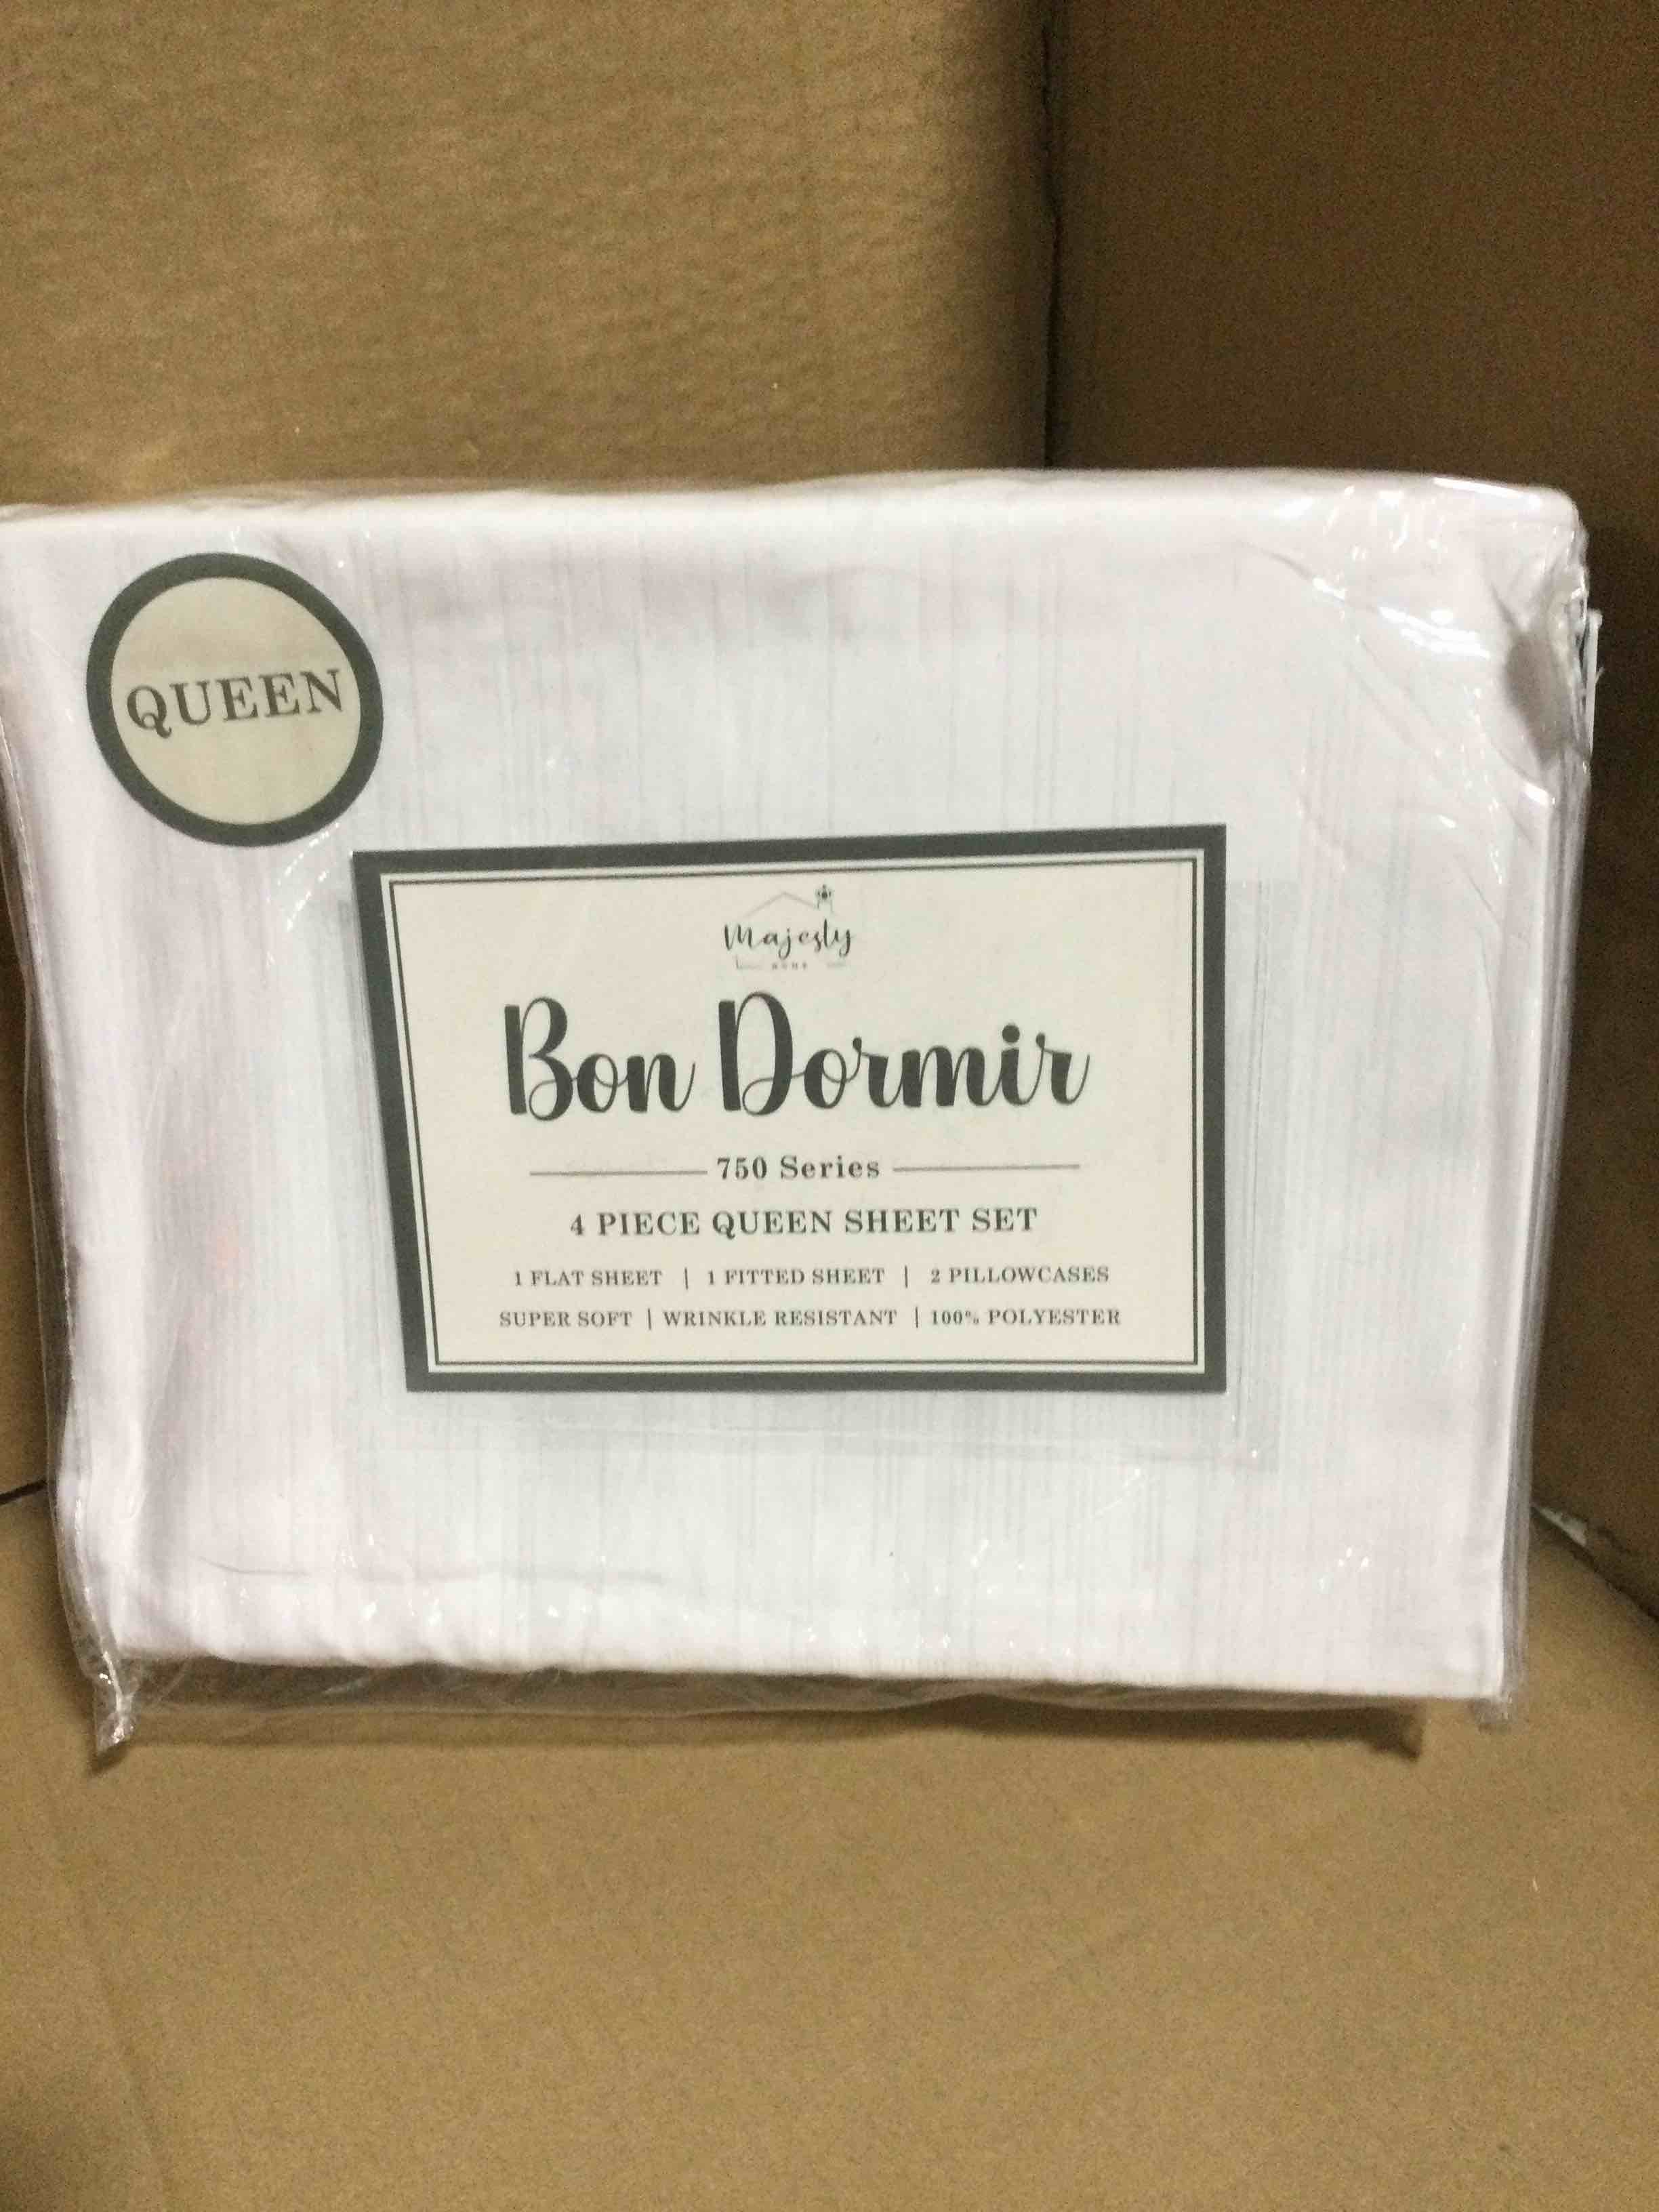 QUEEN
Majesty
HOME
Bon Dormir
750 Series
4 PIECE QUEEN SHEET SET
1 FLAT SHEET | 1 FITTED SHEET | 2 PILLOWCASES
SUPER SOFT | WRINKLE RESISTANT | 100% POLYESTER